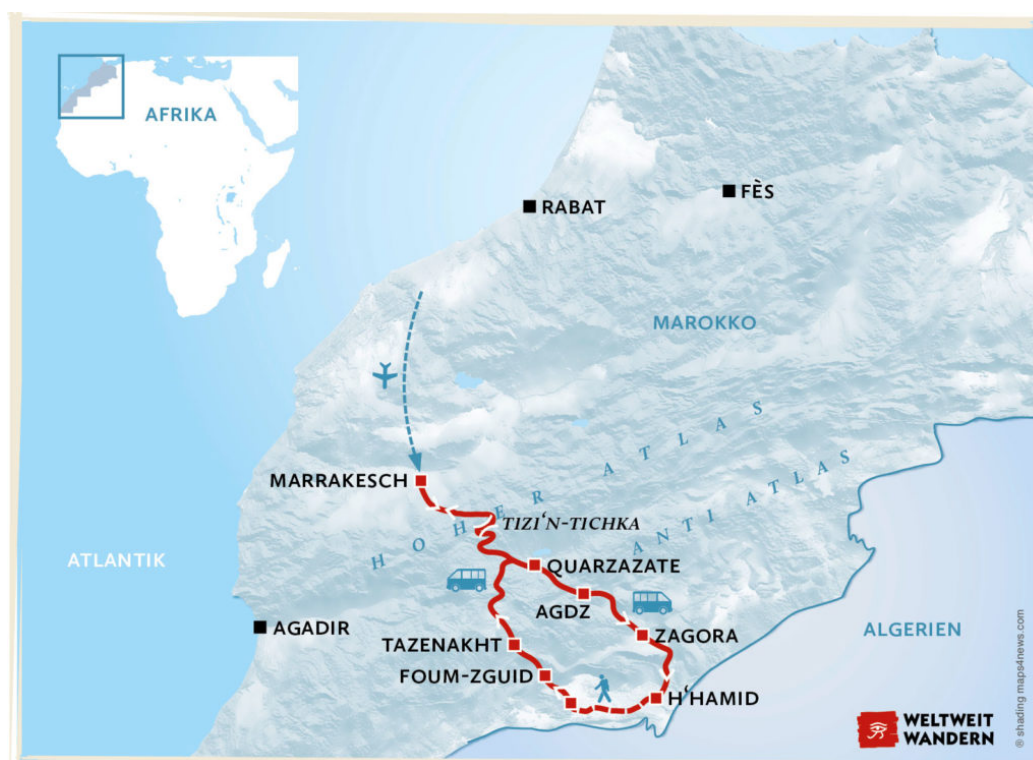 AFRIKA
RABAT
FÈS
MAROKKO
MARRAKESCH
HOHER ATLAS
TIZI'N-TICHKA
ANTI ATLAS
ATLANTIK
QUARZAZATE
AGDZ
AGADIR
ZAGORA
ALGERIEN
TAZENAKHT
FOUM-ZGUID
H'HAMID
WELTWEIT
WANDERN
® shading maps4news.com